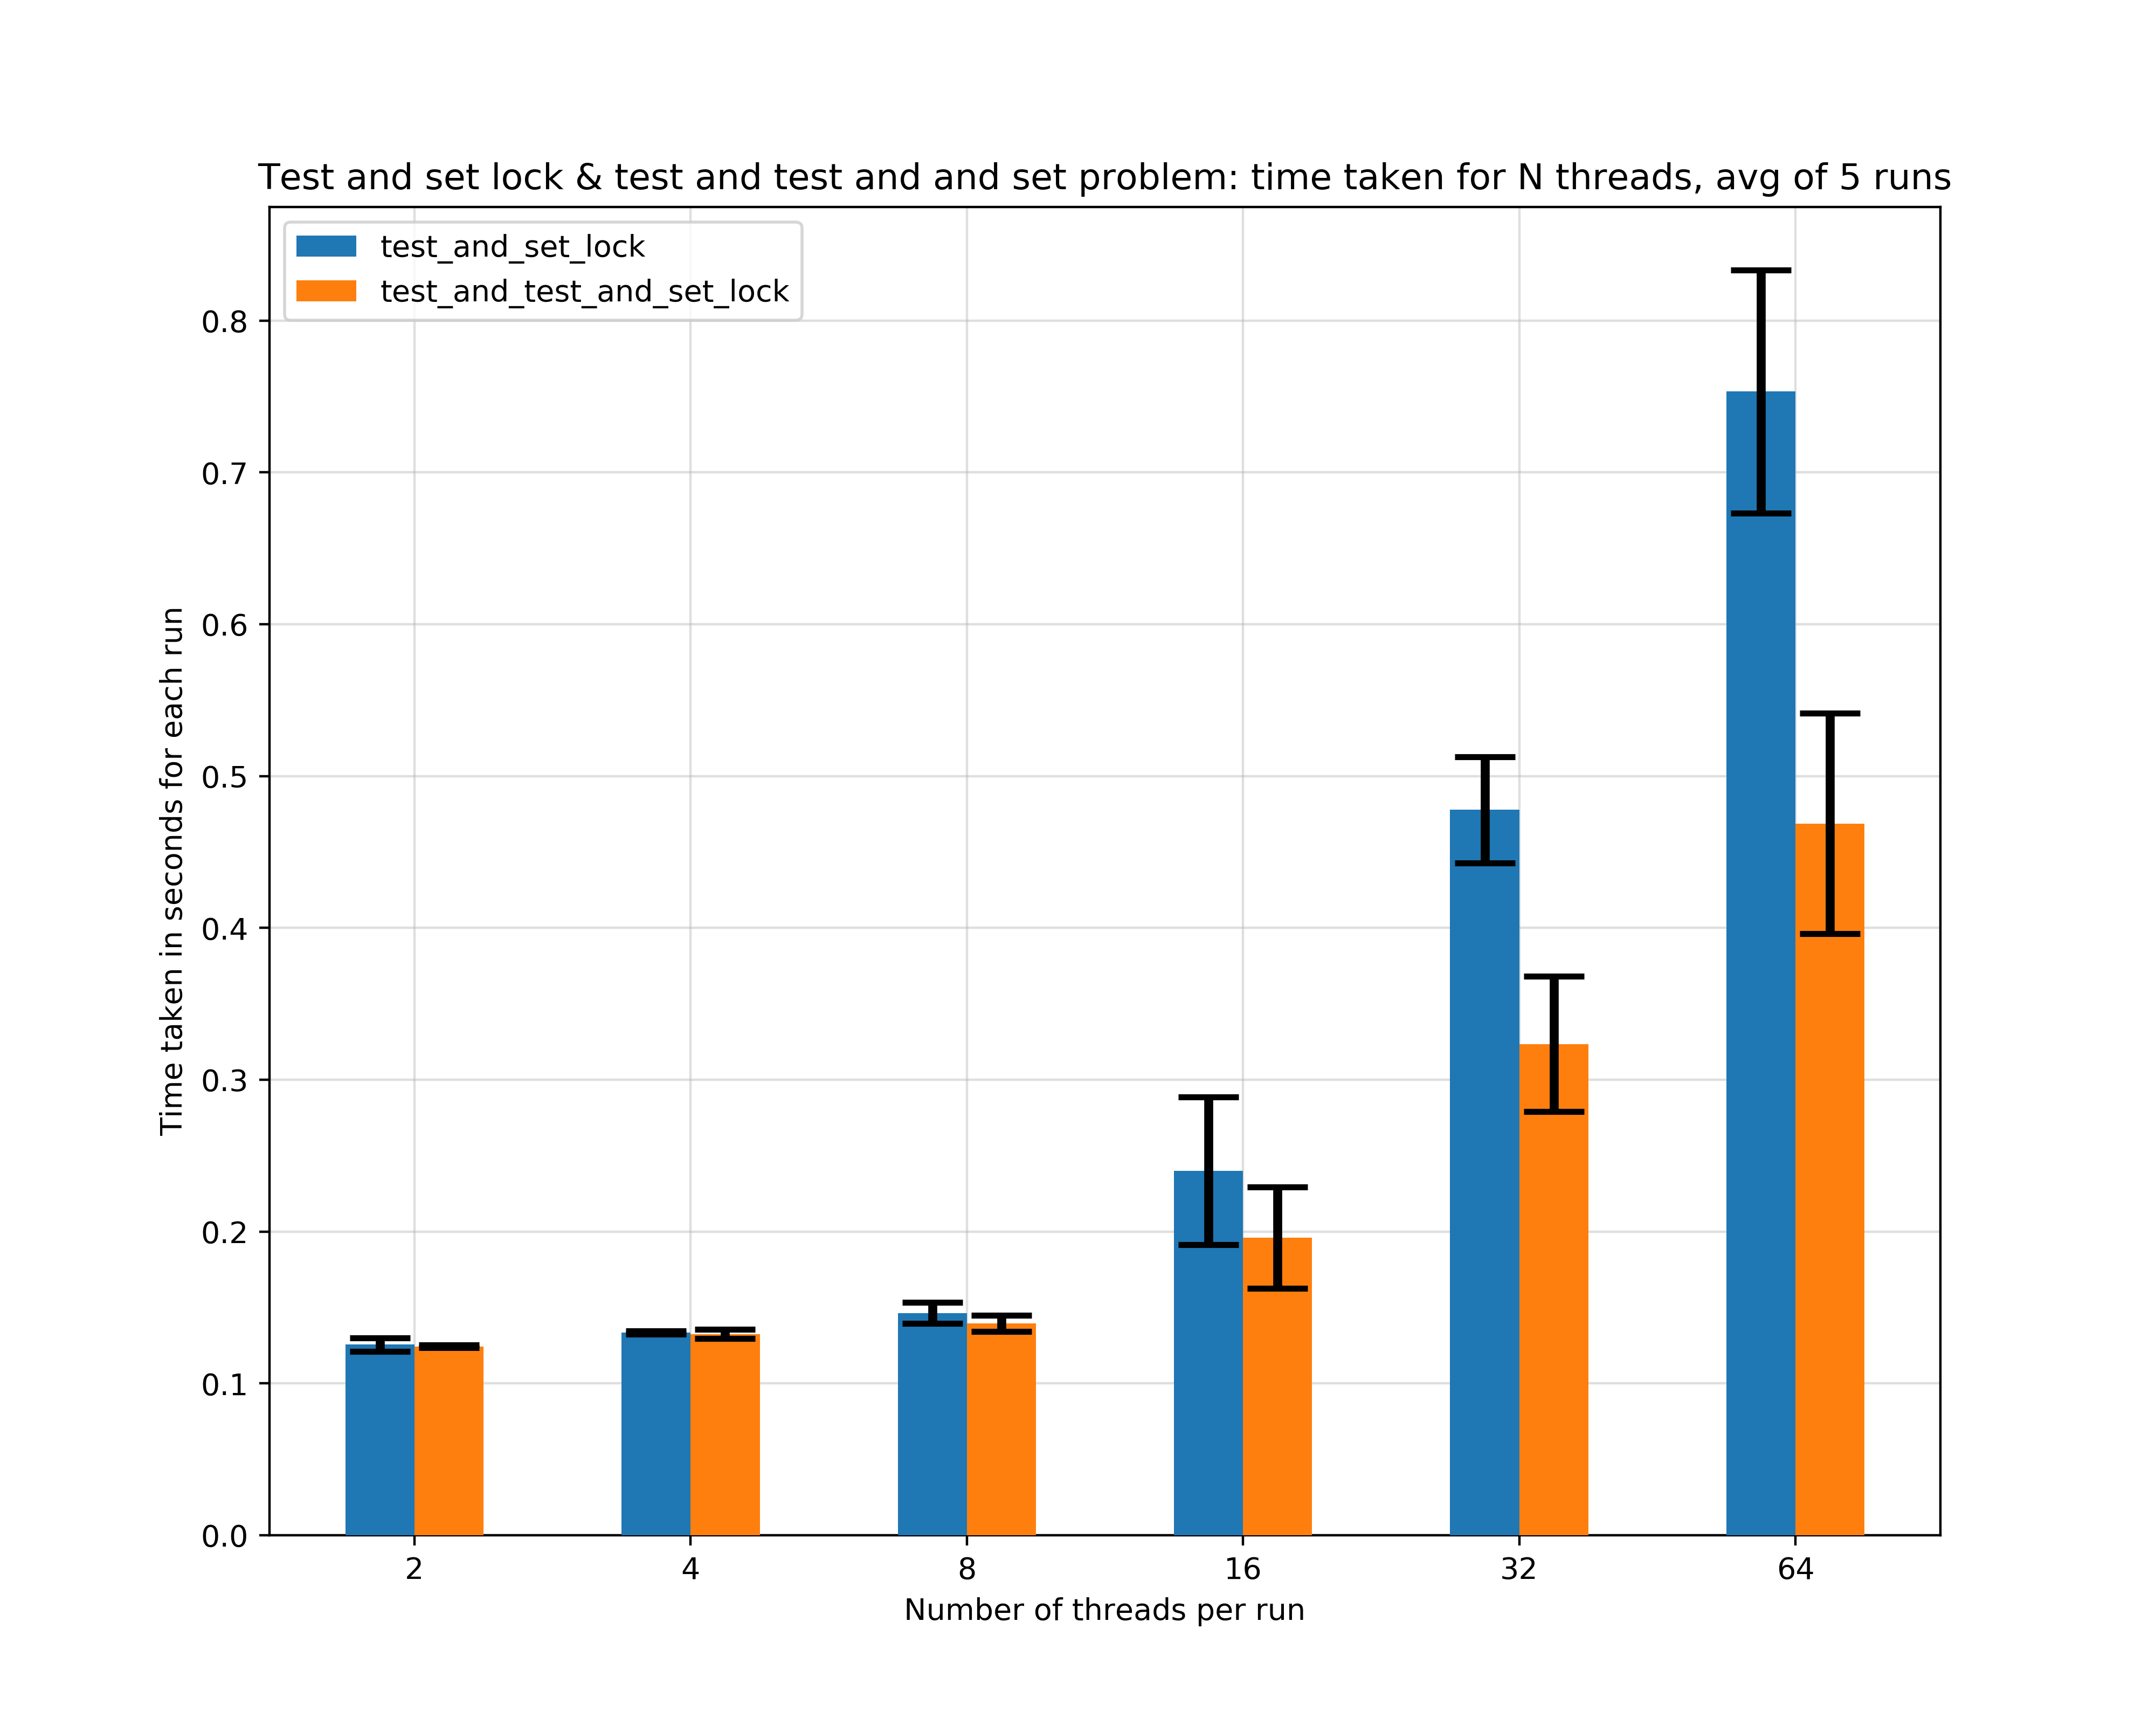 Test and set lock & test and test and and set problem: time taken for N threads, avg of 5 runs
test_and_set_lock
test_and_test_and_set_lock
Time taken in seconds for each run
0.8
0.7
0.6
0.5
0.4
0.3
0.2
0.1
0.0
2 4 8 16 32 64
Number of threads per run